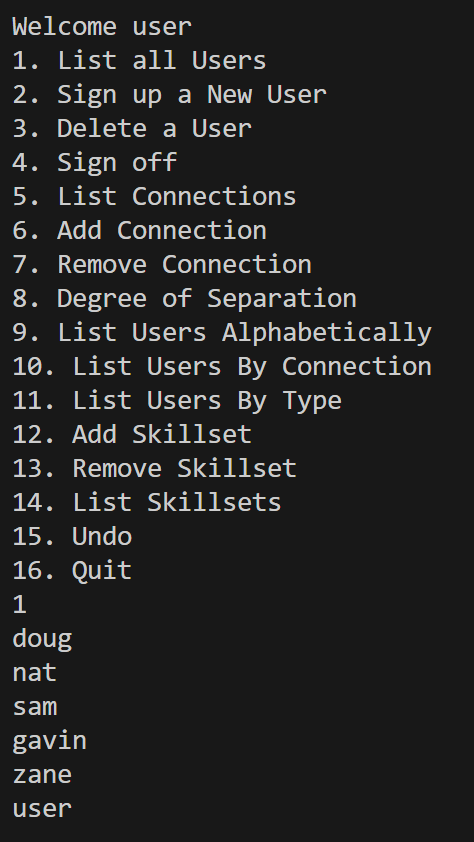 Welcome user
1. List all Users
2. Sign up a New User
3. Delete a User
4. Sign off
5. List Connections
6. Add Connection
7. Remove Connection
8. Degree of Separation
9. List Users Alphabetically
10. List Users By Connection
11. List Users By Type
12. Add Skillset
13. Remove Skillset
14. List Skillsets
15. Undo
16. Quit
1
doug
nat
sam
gavin
zane
user